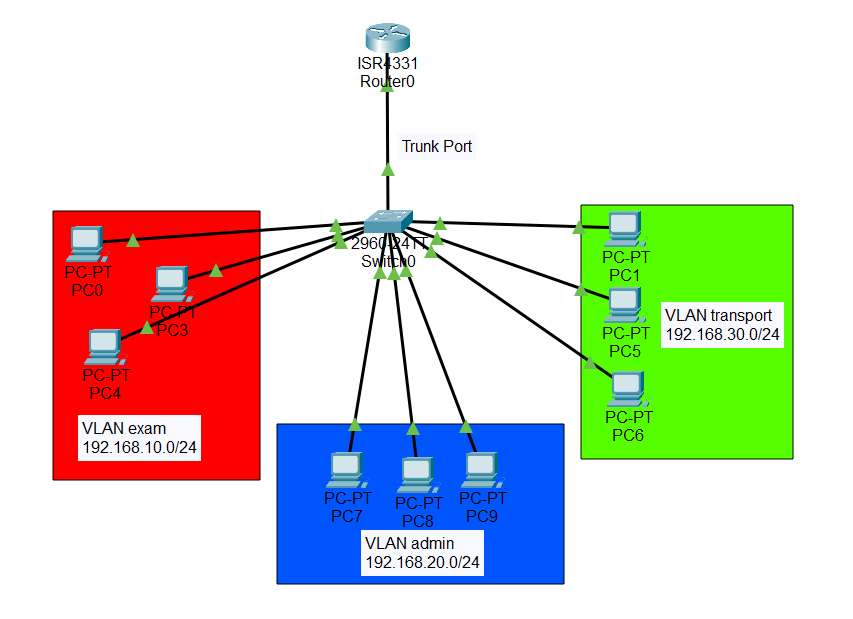 ISR4331
Router0
Trunk Port
2960-24TT
Switch0
PC-PT
PC0
PC-PT
PC3
PC-PT
PC4
VLAN exam
192.168.10.0/24
PC-PT
PC1
PC-PT
PC5
VLAN transport
192.168.30.0/24
PC-PT
PC6
PC-PT
PC7
PC-PT
PC8
PC-PT
PC9
VLAN admin
192.168.20.0/24